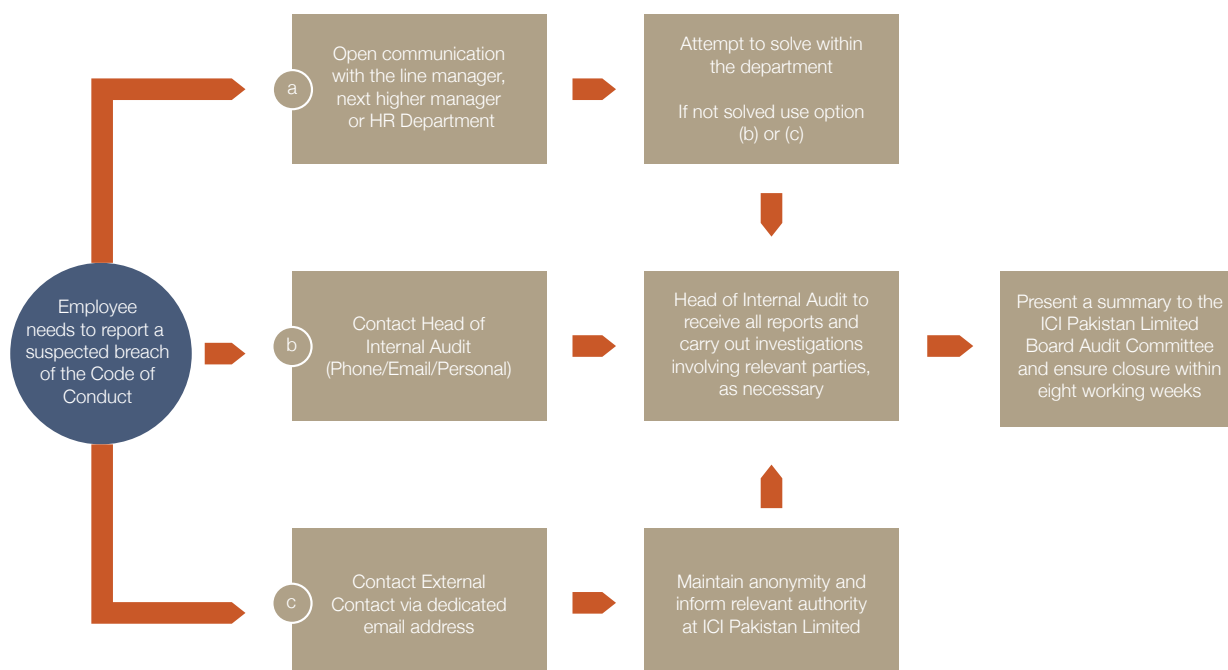 Open communication
with the line manager,
next higher manager
or HR Department
a
Attempt to solve within
the department
If not solved use option
(b) or (c)
Employee
needs to report a
suspected breach
of the Code of
Conduct
b
Contact Head of
Internal Audit
(Phone/Email/Personal)
Head of Internal Audit to
receive all reports and
carry out investigations
involving relevant parties,
as necessary
Present a summary to the
ICI Pakistan Limited
Board Audit Committee
and ensure closure within
eight working weeks
c
Contact External
Contact via dedicated
email address
Maintain anonymity and
inform relevant authority
at ICI Pakistan Limited